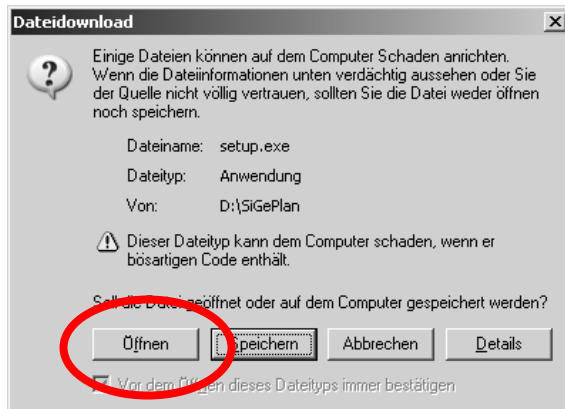 Dateidownload
Einige Dateien können auf dem Computer Schaden anrichten.
Wenn die Dateiinformationen unten verdächtig aussehen oder Sie
der Quelle nicht völlig vertrauen, sollten Sie die Datei weder öffnen
noch speichern.
Dateiname: setup.exe
Dateityp: Anwendung
Von: D:\SiGePlan
Dieser Dateityp kann dem Computer schaden, wenn er
bösartigen Code enthält.
Soll die Datei geöffnet oder auf dem Computer gespeichert werden?
Öffnen Speichern Abbrechen Details
Vor dem Öffnen dieses Dateityps immer bestätigen